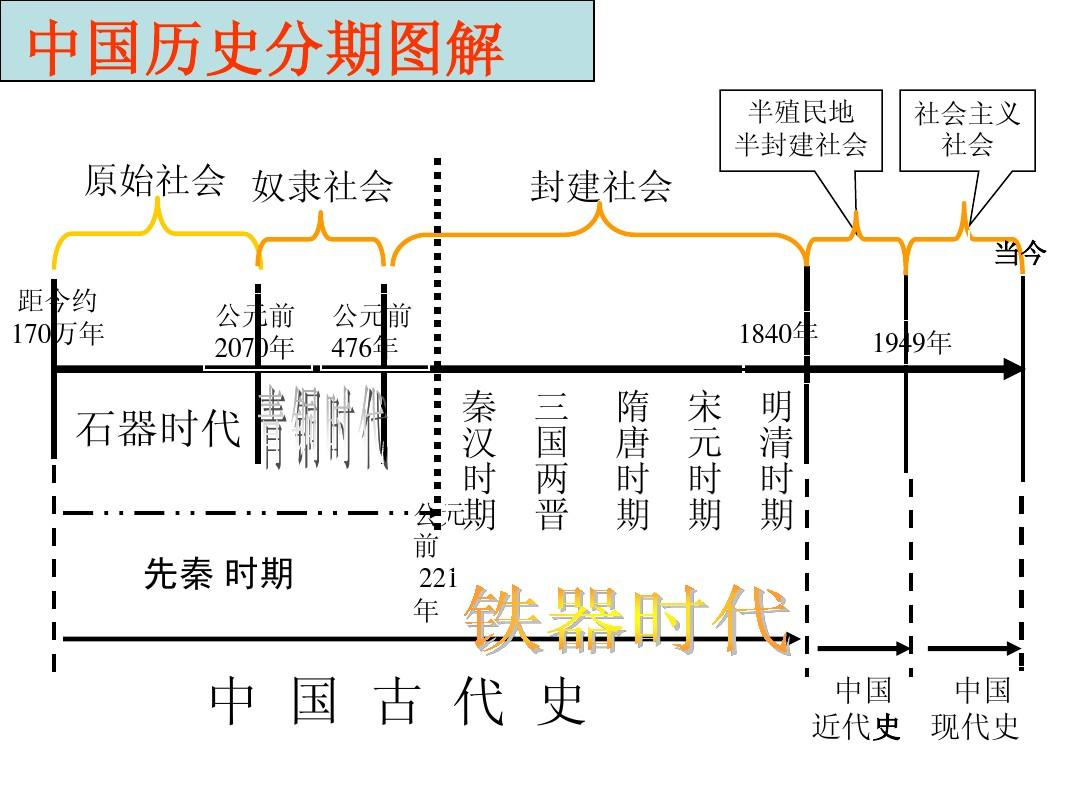 中国历史分期图解
半殖民地
半封建社会
社会主义
社会
原始社会
奴隶社会
封建社会
当今
距今约
170万年
公元前
2070年
公元前
476年
1840年
1949年
石器时代
青铜时代
秦汉时期
三国两晋
隋唐时期
宋元时期
明清时期
公元
前
221
年
先秦 时期
铁器时代
中国古代史
中国
近代史
中国
现代史